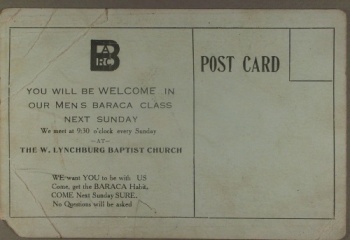 B
ARC
YOU WILL BE WELCOME IN
OUR MEN'S BARACA CLASS
NEXT SUNDAY
We meet at 9:30 o'clock every Sunday
—AT—
THE W. LYNCHBURG BAPTIST CHURCH
WE want YOU to be with US
Come, get the BARACA Habit,
COME Next Sunday SURE,
No Questions will be asked
POST CARD